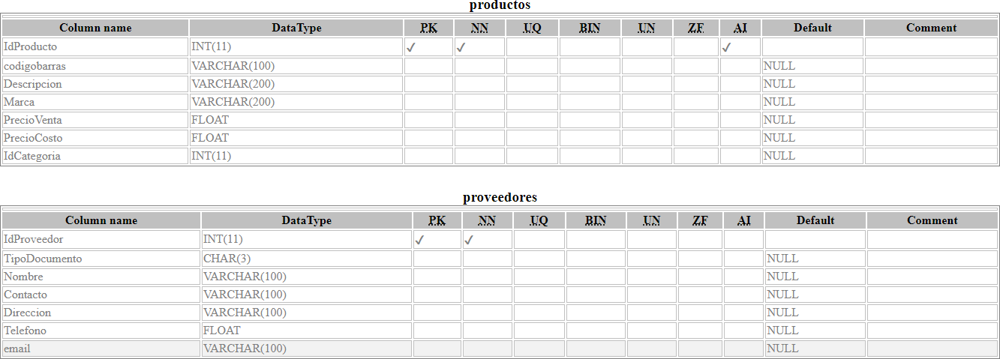 productos
Column name DataType PK NN UQ BIN UN ZF AI Default Comment
IdProducto INT(11) ✓ ✓ ✓
codigobarras VARCHAR(100) NULL
Descripcion VARCHAR(200) NULL
Marca VARCHAR(200) NULL
PrecioVenta FLOAT NULL
PrecioCosto FLOAT NULL
IdCategoria INT(11) NULL
proveedores
Column name DataType PK NN UQ BIN UN ZF AI Default Comment
IdProveedor INT(11) ✓ ✓
TipoDocumento CHAR(3) NULL
Nombre VARCHAR(100) NULL
Contacto VARCHAR(100) NULL
Direccion VARCHAR(100) NULL
Telefono FLOAT NULL
email VARCHAR(100) NULL